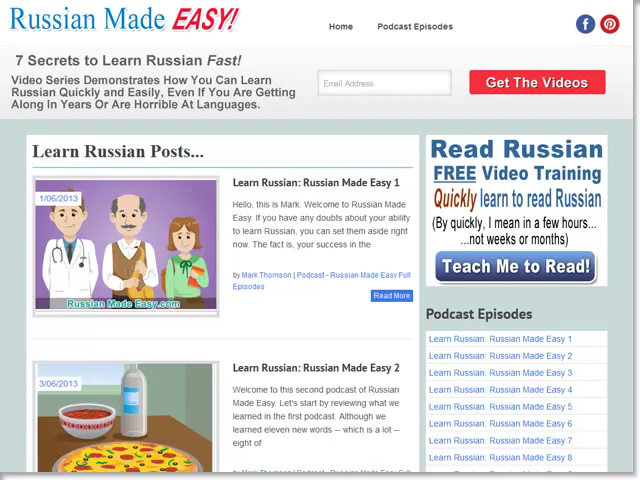 Russian Made EASY!
Home
Podcast Episodes
7 Secrets to Learn Russian Fast!
Video Series Demonstrates How You Can Learn
Russian Quickly and Easily, Even If You Are Getting
Along In Years Or Are Horrible At Languages.
Email Address
Get The Videos
Learn Russian Posts...
1/06/2013
Russian Made Easy.com
Learn Russian: Russian Made Easy 1
Hello, this is Mark. Welcome to Russian Made
Easy. If you have any doubts about your ability
to learn Russian, you can set them aside right
now. The fact is, your success in the
by Mark Thomson | Podcast - Russian Made Easy Full
Episodes
Read More
3/06/2013
Learn Russian: Russian Made Easy 2
Welcome to this second podcast of Russian
Made Easy. Let's start by reviewing what we
learned in the first podcast. Although we
learned eleven new words -- which is a lot --
eight of
by Mark Thomson | Podcast - Russian Made Easy Full
Read Russian
FREE Video Training
Quickly learn to read Russian
(By quickly, I mean in a few hours...
...not weeks or months)
Teach Me to Read!
Podcast Episodes
Learn Russian: Russian Made Easy 1
Learn Russian: Russian Made Easy 2
Learn Russian: Russian Made Easy 3
Learn Russian: Russian Made Easy 4
Learn Russian: Russian Made Easy 5
Learn Russian: Russian Made Easy 6
Learn Russian: Russian Made Easy 7
Learn Russian: Russian Made Easy 8